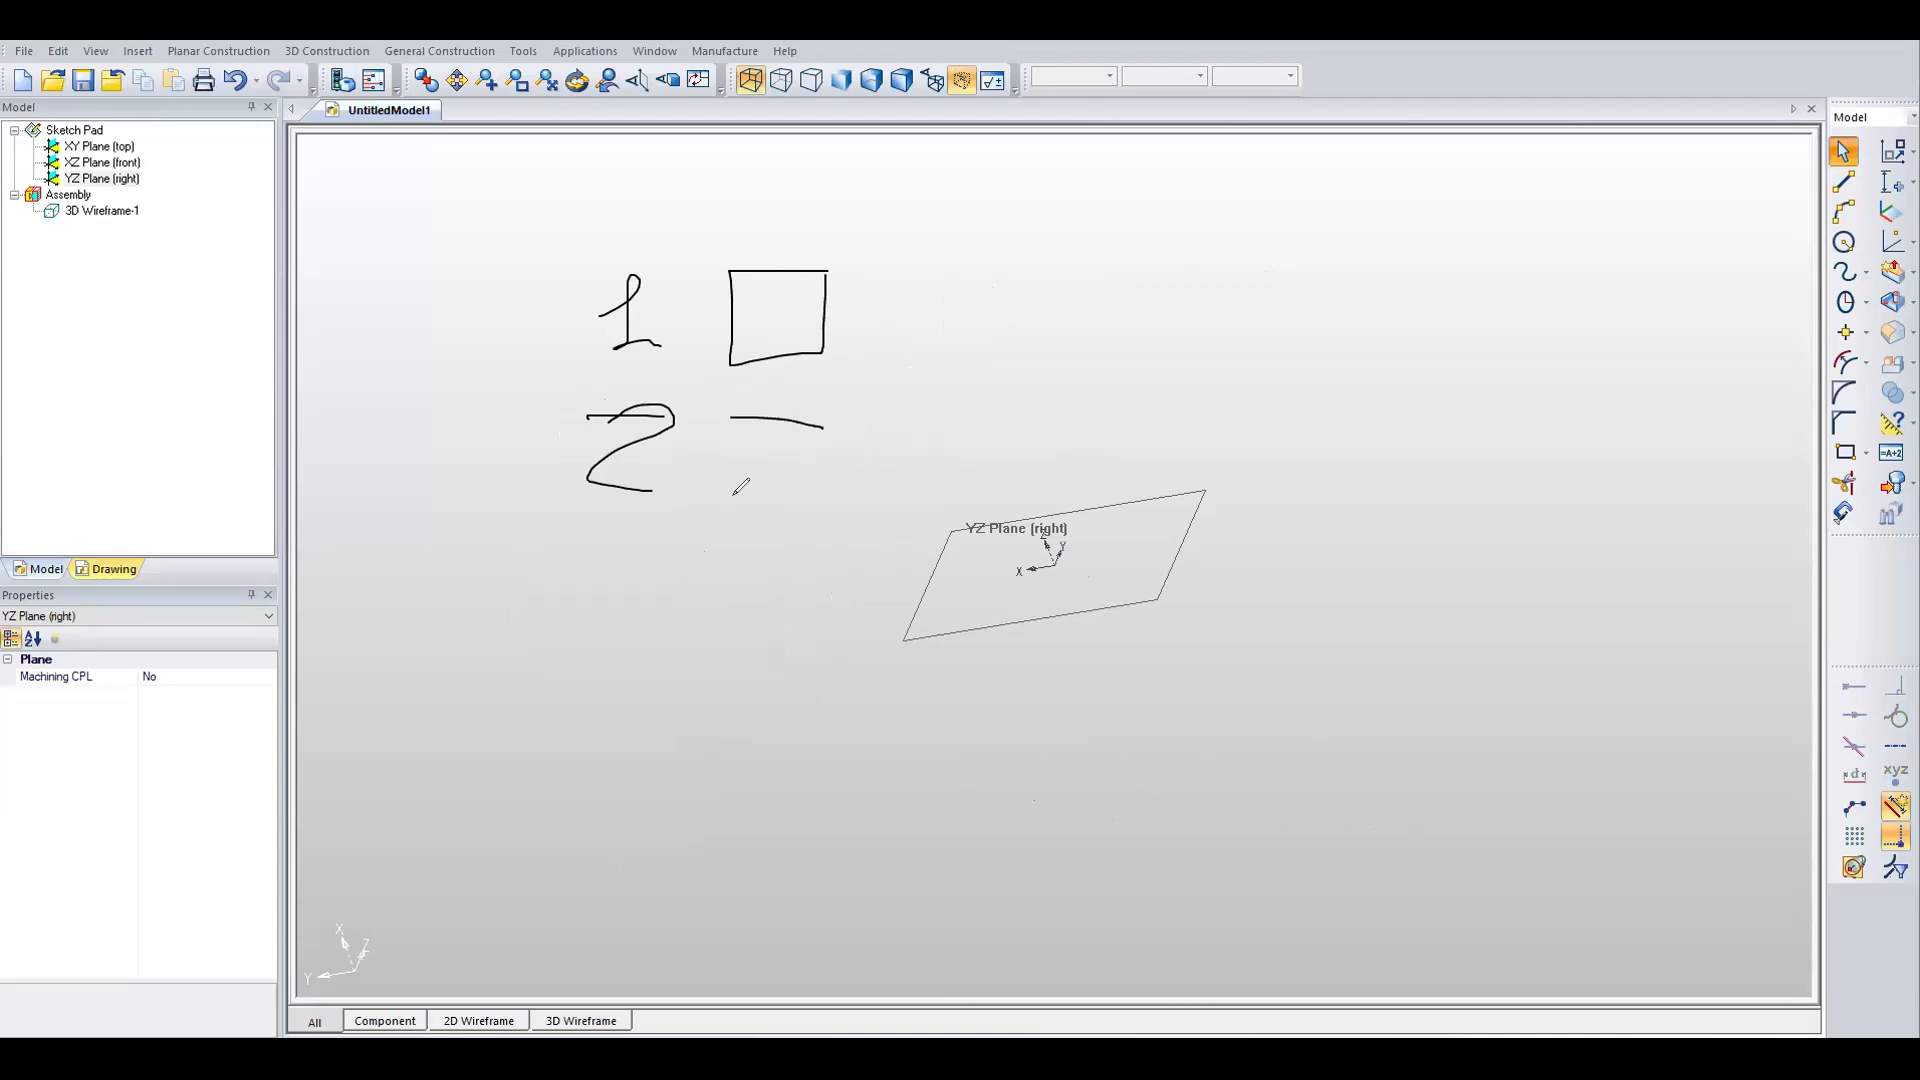 File Edit View Insert Planar Construction 3D Construction General Construction Tools Applications Window Manufacture Help
Model
UntitledModel1
Model
Sketch Pad
XY Plane (top)
XZ Plane (front)
YZ Plane (right)
Assembly
3D Wireframe-1
1
2
YZ Plane (right)
Z
Y
X
=A+2
Model Drawing
Properties
YZ Plane (right)
Plane
Machining CPL No
xyz
X
Z
Y
All Component 2D Wireframe 3D Wireframe